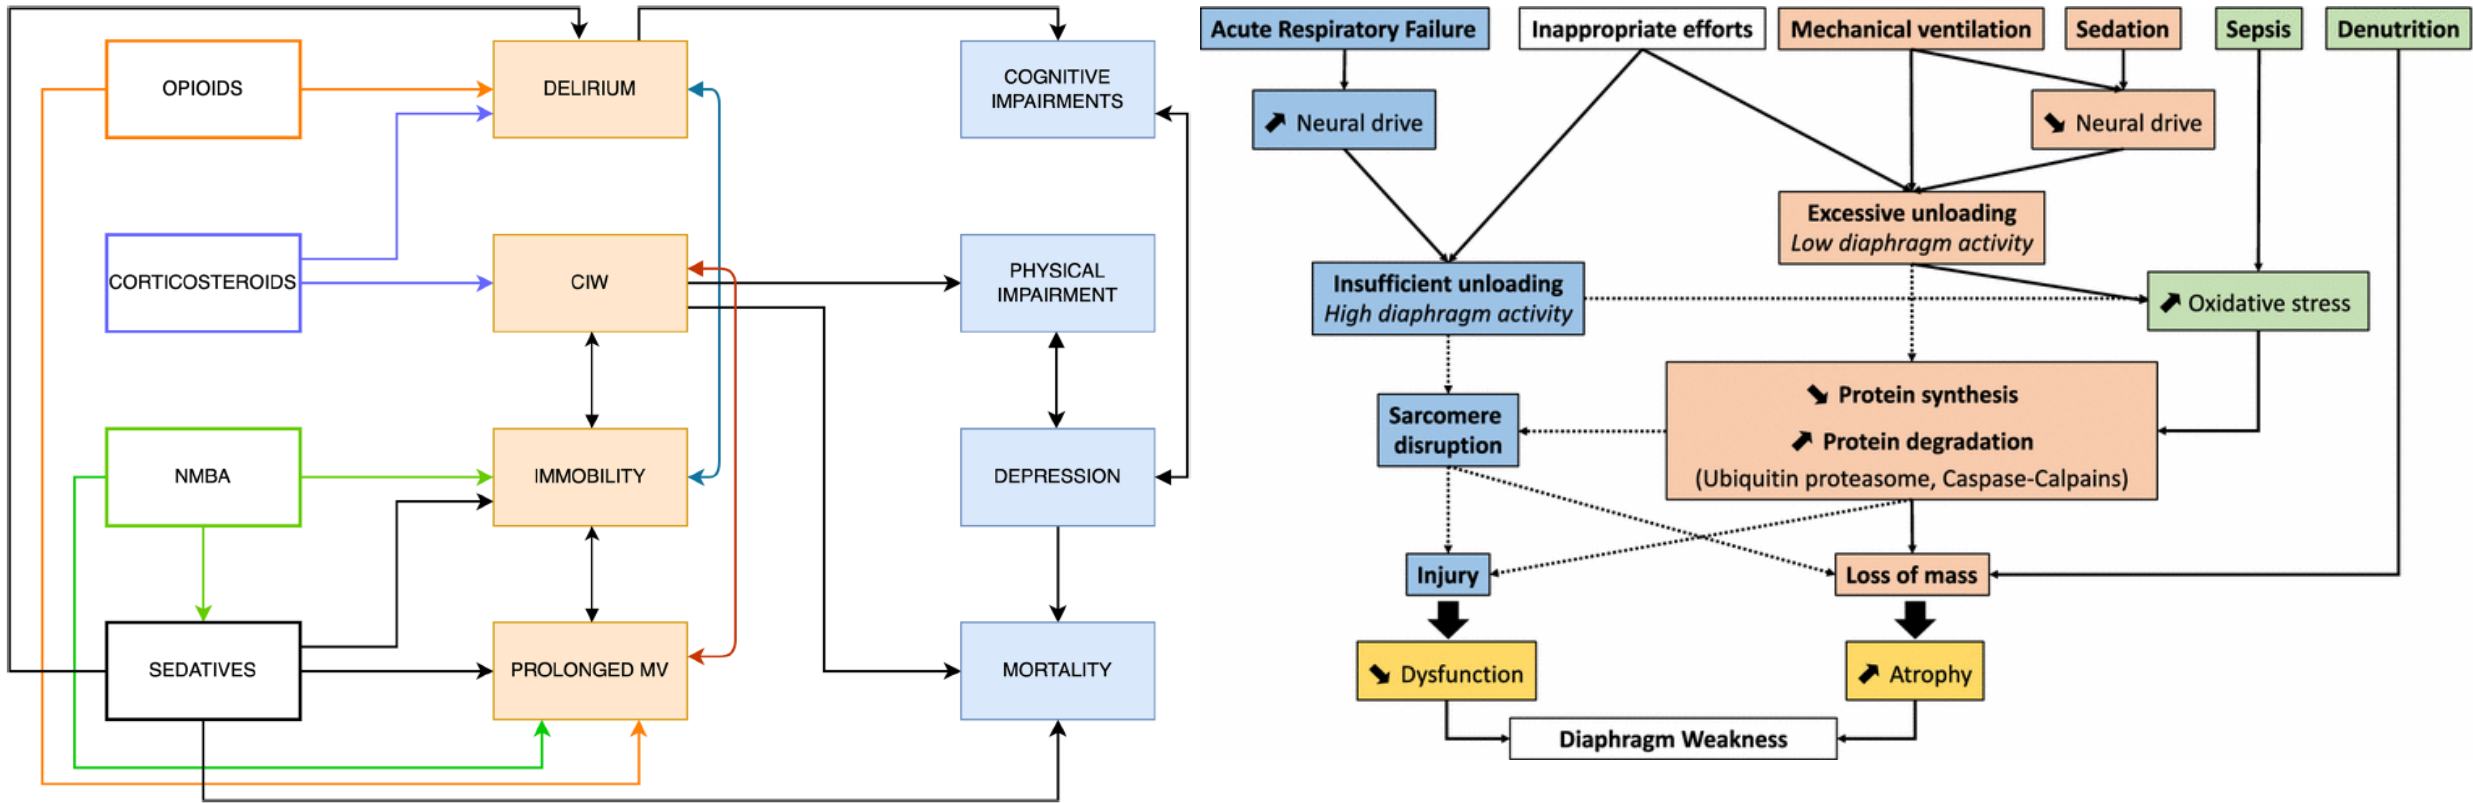 OPIOIDS
DELIRIUM
COGNITIVE
IMPAIRMENTS
CORTICOSTEROIDS
CIW
PHYSICAL
IMPAIRMENT
NMBA
IMMOBILITY
DEPRESSION
SEDATIVES
PROLONGED MV
MORTALITY
Acute Respiratory Failure
Inappropriate efforts
Mechanical ventilation
Sedation
Sepsis
Denutrition
Neural drive
Neural drive
Excessive unloading
Low diaphragm activity
Insufficient unloading
High diaphragm activity
Oxidative stress
Sarcomere
disruption
Protein synthesis
Protein degradation
(Ubiquitin proteasome, Caspase-Calpains)
Injury
Loss of mass
Dysfunction
Atrophy
Diaphragm Weakness